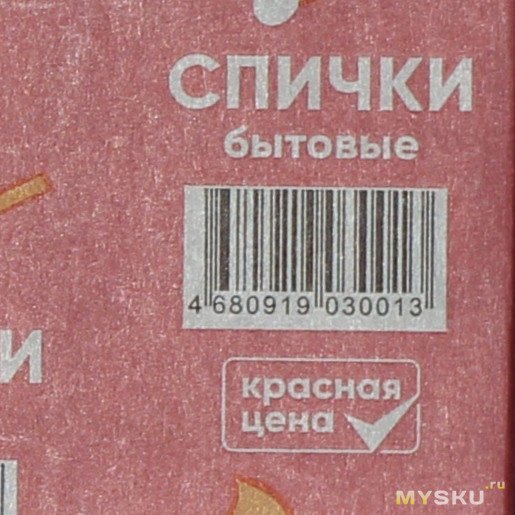 СПИЧКИ
бытовые
4 680919 030013
и
красная
цена
MYSKU.ru